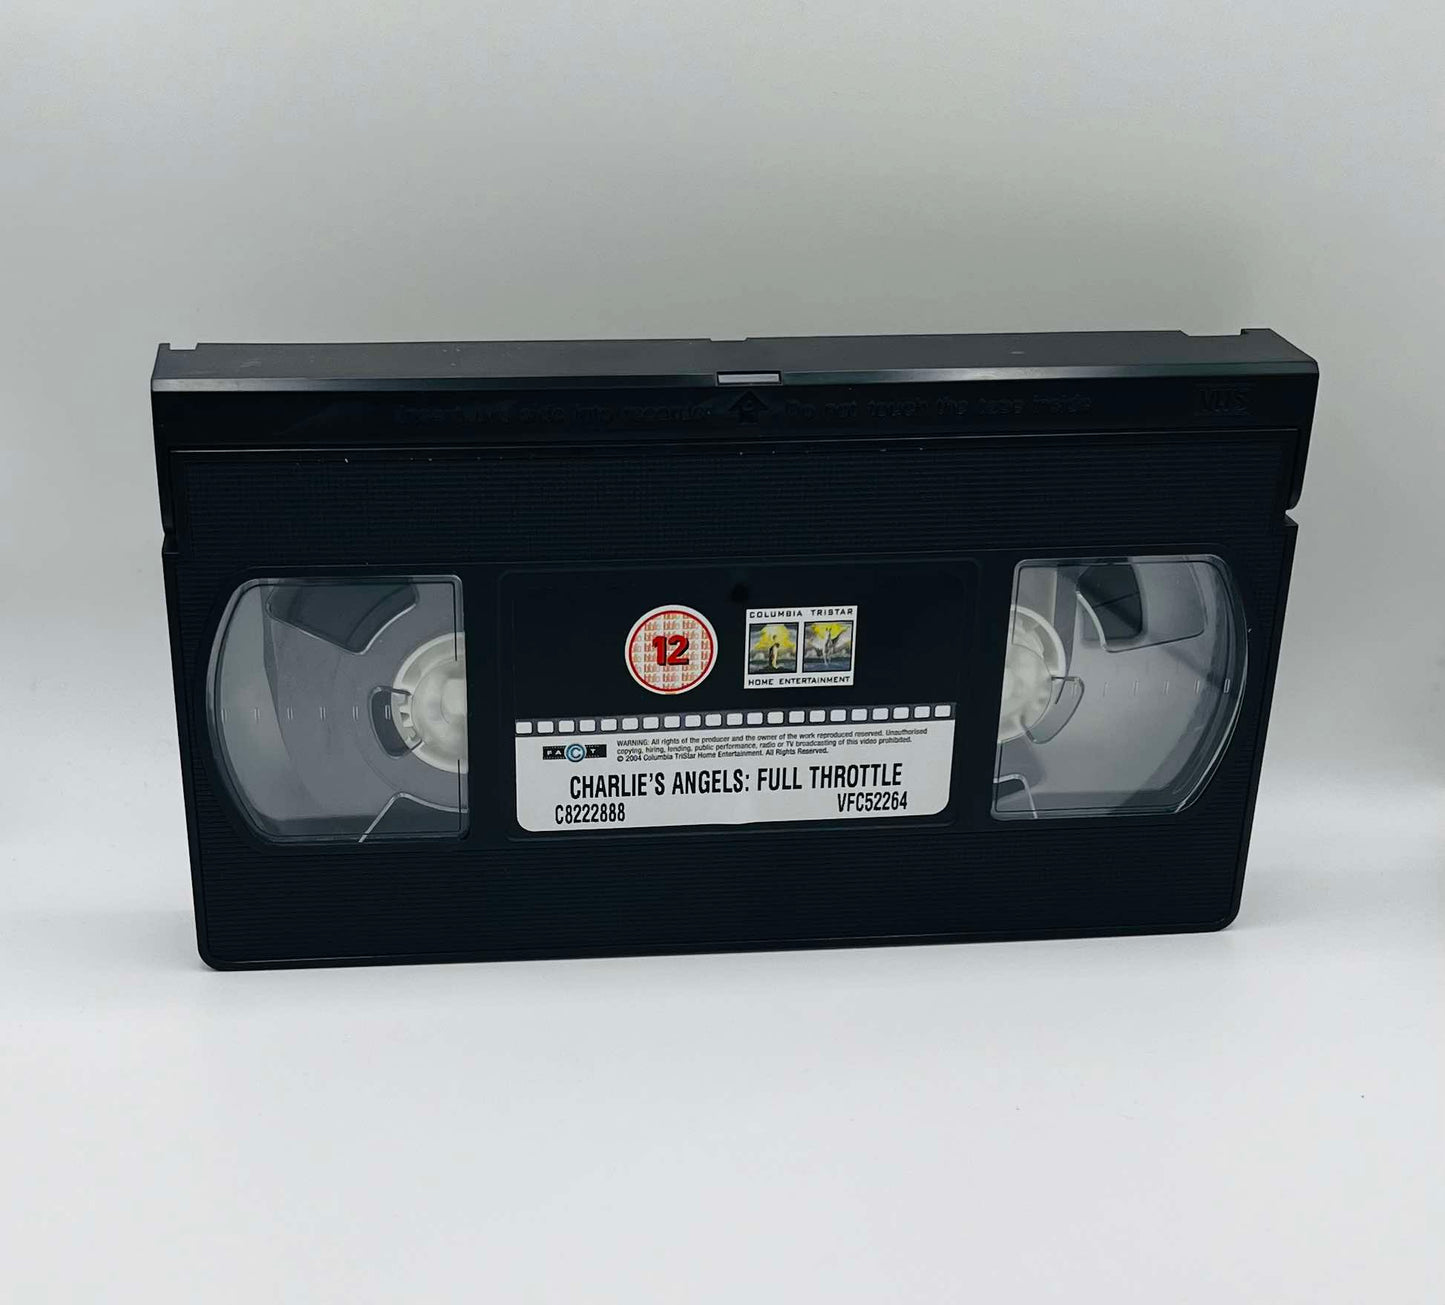 Insert this side into recorder Do not touch the tape inside VHS
12
COLUMBIA TRISTAR
HOME ENTERTAINMENT
FACT
WARNING: All rights of the producer and the owner of the work reproduced reserved. Unauthorised
copying, hiring, lending, public performance, radio or TV broadcasting of this video prohibited.
© 2004 Columbia TriStar Home Entertainment. All Rights Reserved.
CHARLIE'S ANGELS: FULL THROTTLE
C8222888 VFC52264